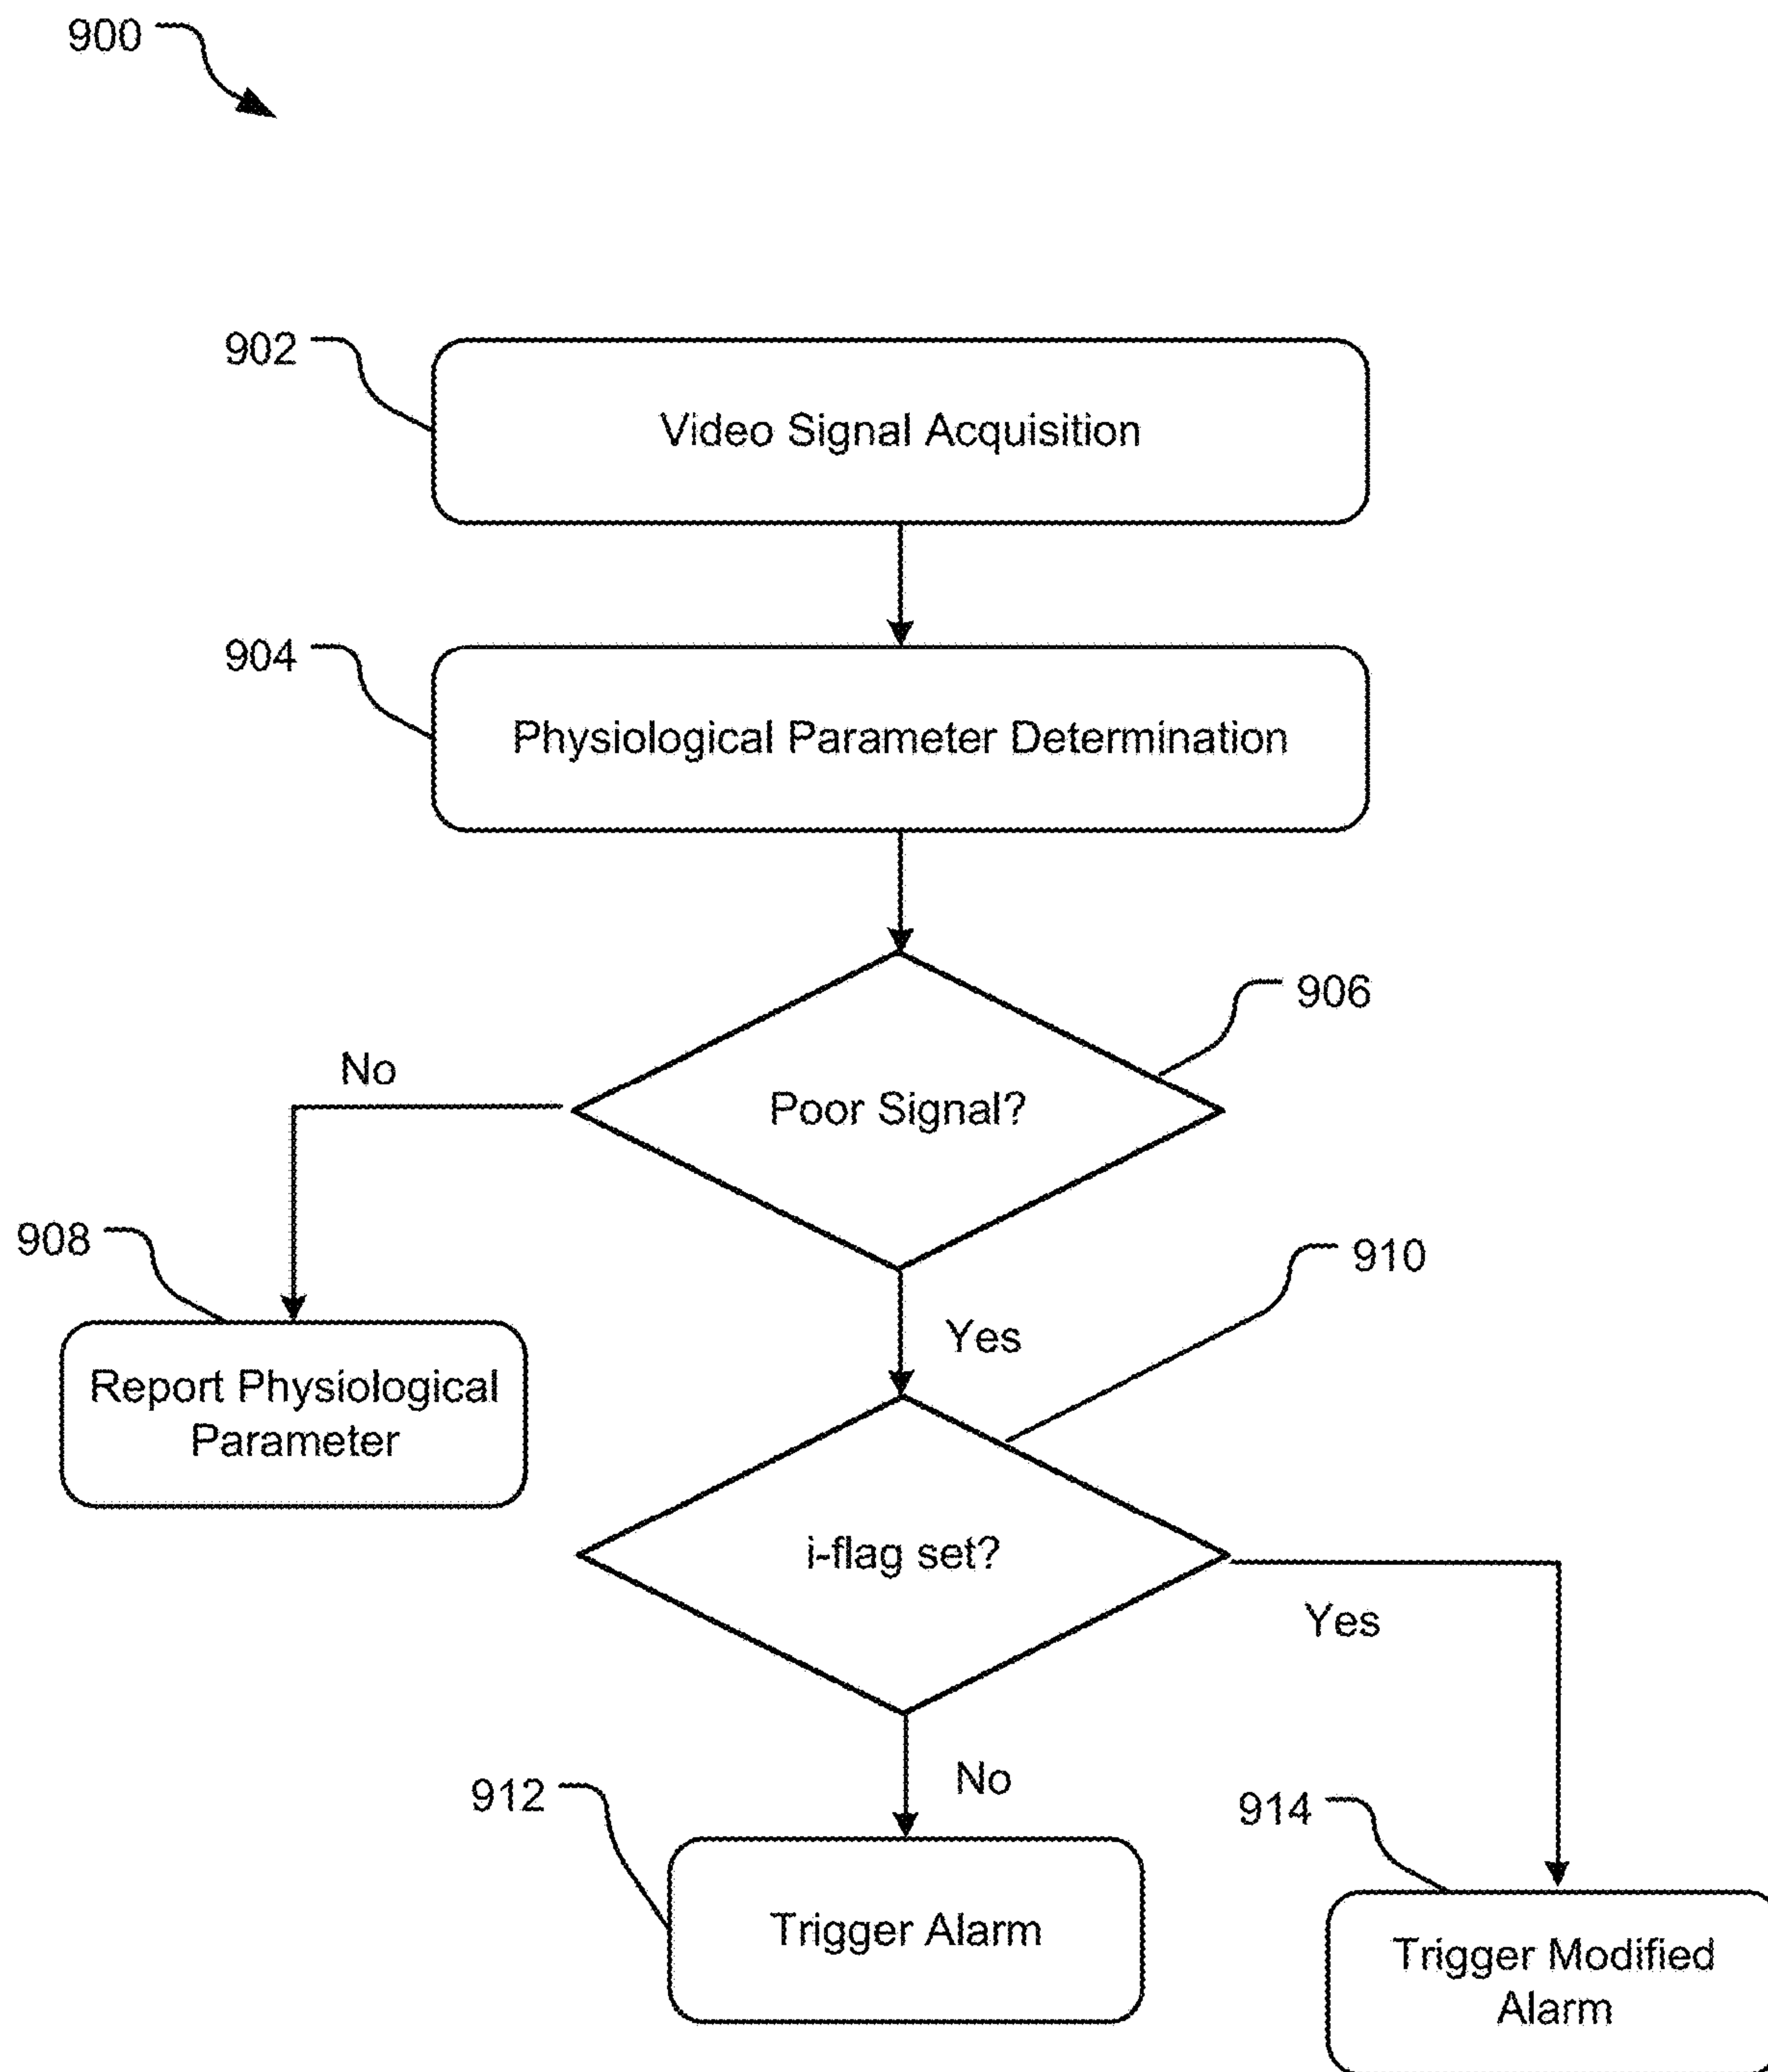 900
902
Video Signal Acquisition
904
Physiological Parameter Determination
906
No
Poor Signal?
908
910
Yes
Report Physiological
Parameter
i-flag set?
Yes
No
912
914
Trigger Alarm
Trigger Modified
Alarm